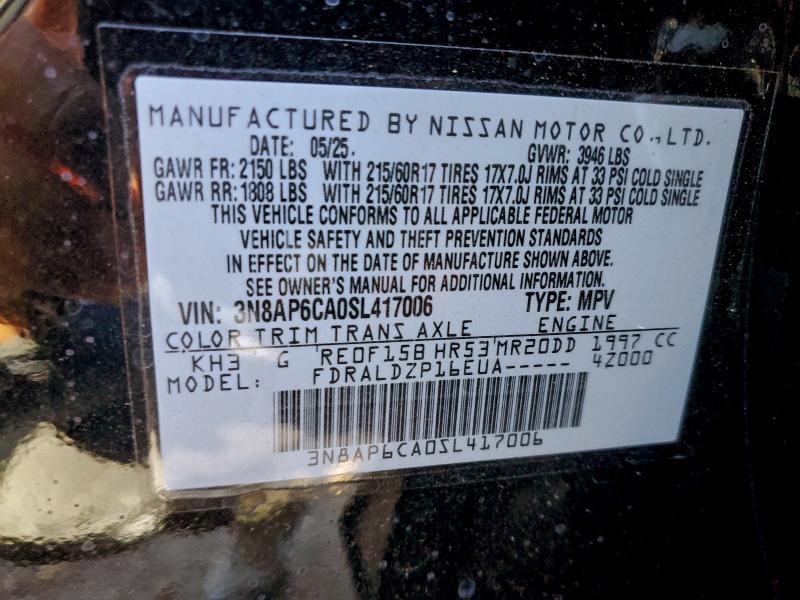 MANUFACTURED BY NISSAN MOTOR CO.,LTD.
DATE: 05/25. GVWR: 3946 LBS
GAWR FR: 2150 LBS WITH 215/60R17 TIRES 17X7.0J RIMS AT 33 PSI COLD SINGLE
GAWR RR: 1808 LBS WITH 215/60R17 TIRES 17X7.0J RIMS AT 33 PSI COLD SINGLE
THIS VEHICLE CONFORMS TO ALL APPLICABLE FEDERAL MOTOR
VEHICLE SAFETY AND THEFT PREVENTION STANDARDS
IN EFFECT ON THE DATE OF MANUFACTURE SHOWN ABOVE.
SEE OWNER'S MANUAL FOR ADDITIONAL INFORMATION.
VIN: 3N8AP6CA0SL417006 TYPE: MPV
COLOR TRIM TRANS AXLE ENGINE
KH3 G RE0F15B HR53 MR20DD 1997 CC
42000
MODEL: FDRALDZP16EUA-----
3N8AP6CA0SL417006